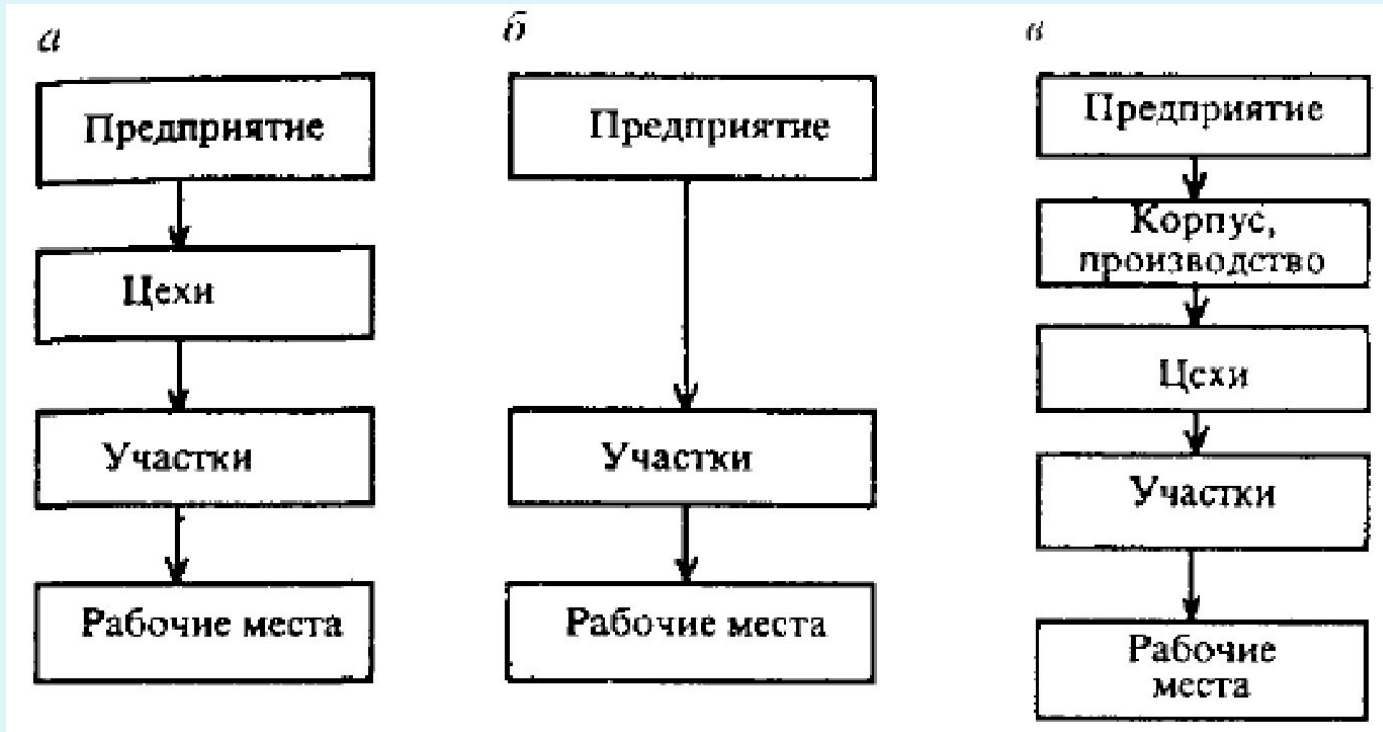 а
Предприятие
Цехи
Участки
Рабочие места
б
Предприятие
Участки
Рабочие места
в
Предприятие
Корпус,
производство
Цехи
Участки
Рабочие
места